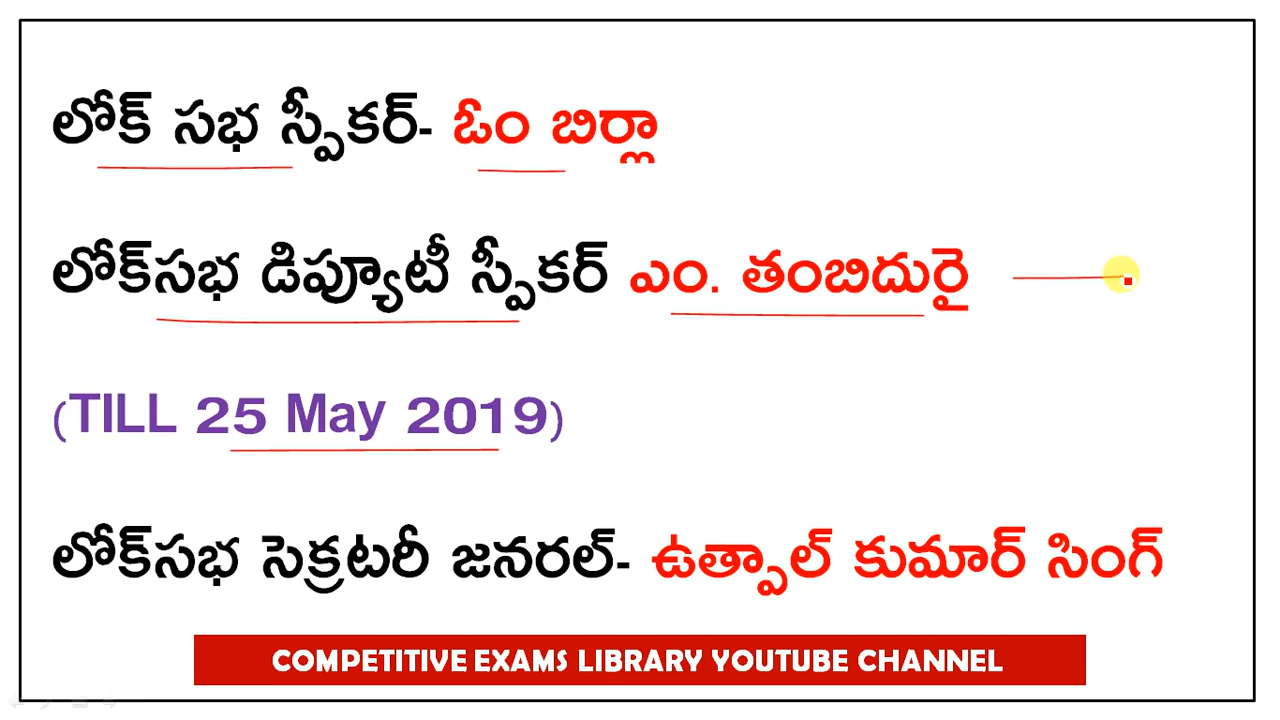 లోక్ సభ స్పీకర్- ఓం బిర్లా
లోక్‌సభ డిప్యూటీ స్పీకర్ ఎం. తంబిదురై
(TILL 25 May 2019)
లోక్‌సభ సెక్రటరీ జనరల్- ఉత్పాల్ కుమార్ సింగ్
COMPETITIVE EXAMS LIBRARY YOUTUBE CHANNEL